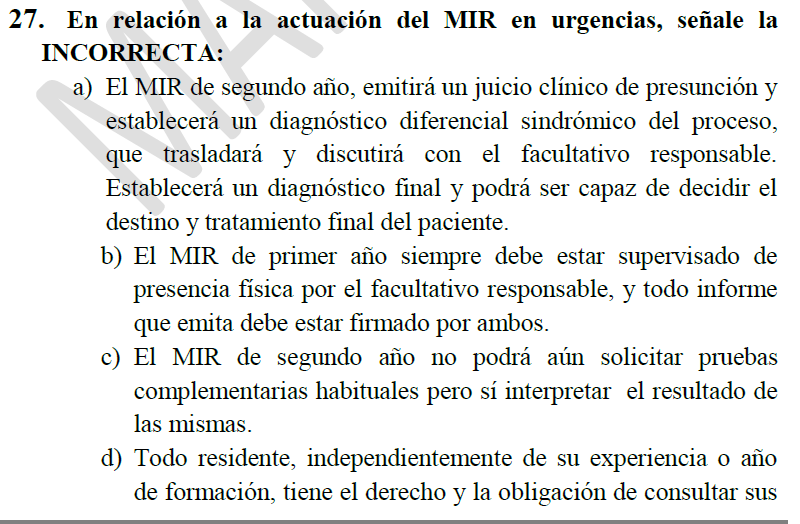 27. En relación a la actuación del MIR en urgencias, señale la
INCORRECTA:
a) El MIR de segundo año, emitirá un juicio clínico de presunción y
establecerá un diagnóstico diferencial sindrómico del proceso,
que trasladará y discutirá con el facultativo responsable.
Establecerá un diagnóstico final y podrá ser capaz de decidir el
destino y tratamiento final del paciente.
b) El MIR de primer año siempre debe estar supervisado de
presencia física por el facultativo responsable, y todo informe
que emita debe estar firmado por ambos.
c) El MIR de segundo año no podrá aún solicitar pruebas
complementarias habituales pero sí interpretar el resultado de
las mismas.
d) Todo residente, independientemente de su experiencia o año
de formación, tiene el derecho y la obligación de consultar sus